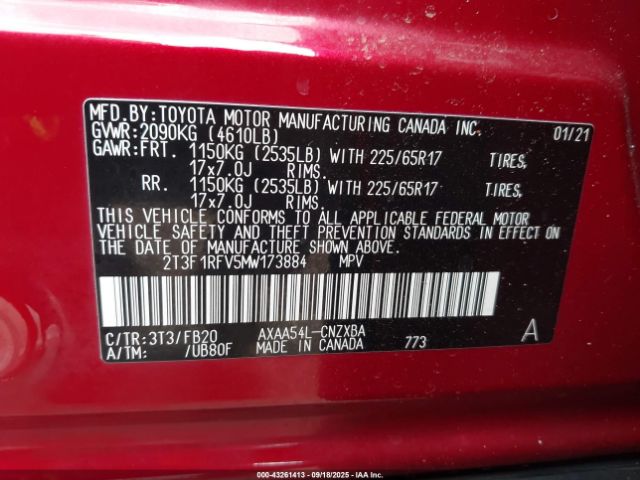 MFD.BY:TOYOTA MOTOR MANUFACTURING CANADA INC. 01/21
GVWR:2090KG (4610LB)
GAWR:FRT. 1150KG (2535LB) WITH 225/65R17 TIRES,
17x7.0J RIMS.
RR. 1150KG (2535LB) WITH 225/65R17 TIRES,
17x7.0J RIMS.
THIS VEHICLE CONFORMS TO ALL APPLICABLE FEDERAL MOTOR
VEHICLE SAFETY AND THEFT PREVENTION STANDARDS IN EFFECT ON
THE DATE OF MANUFACTURE SHOWN ABOVE.
2T3F1RFV5MW173884 MPV
C/TR:3T3/FB20 AXAA54L-CNZXBA A
A/TM: /UB80F MADE IN CANADA 773
00-43261413 - 09/18/2025 - IAA Inc.